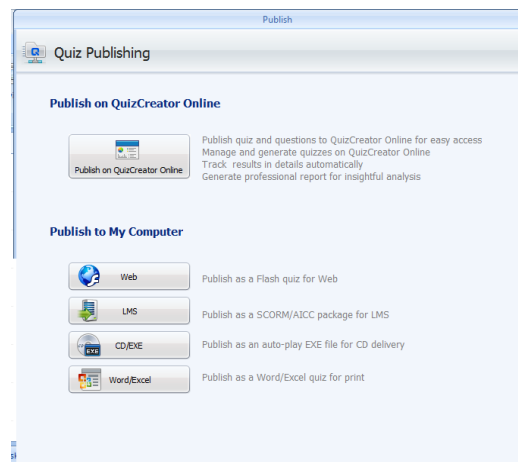 Publish
Quiz Publishing
Publish on QuizCreator Online
Publish on QuizCreator Online
Publish quiz and questions to QuizCreator Online for easy access
Manage and generate quizzes on QuizCreator Online
Track results in details automatically
Generate professional report for insightful analysis
Publish to My Computer
Web
Publish as a Flash quiz for Web
LMS
Publish as a SCORM/AICC package for LMS
EXE
CD/EXE
Publish as an auto-play EXE file for CD delivery
Word/Excel
Publish as a Word/Excel quiz for print